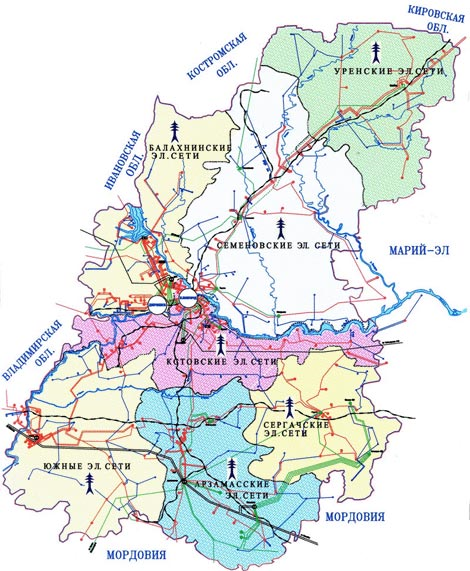 КИРОВСКАЯ
ОБЛ.
КОСТРОМСКАЯ
ОБЛ.
УРЕНСКИЕ ЭЛ.СЕТИ
ИВАНОВСКАЯ
ОБЛ.
БАЛАХНИНСКИЕ
ЭЛ.СЕТИ
СЕМЕНОВСКИЕ ЭЛ. СЕТИ
МАРИЙ-ЭЛ
ВЛАДИМИРСКАЯ
ОБЛ.
КСТОВСКИЕ ЭЛ.СЕТИ
СЕРГАЧСКИЕ
ЭЛ.СЕТИ
ЮЖНЫЕ ЭЛ.СЕТИ
АРЗАМАССКИЕ
ЭЛ.СЕТИ
МОРДОВИЯ
МОРДОВИЯ